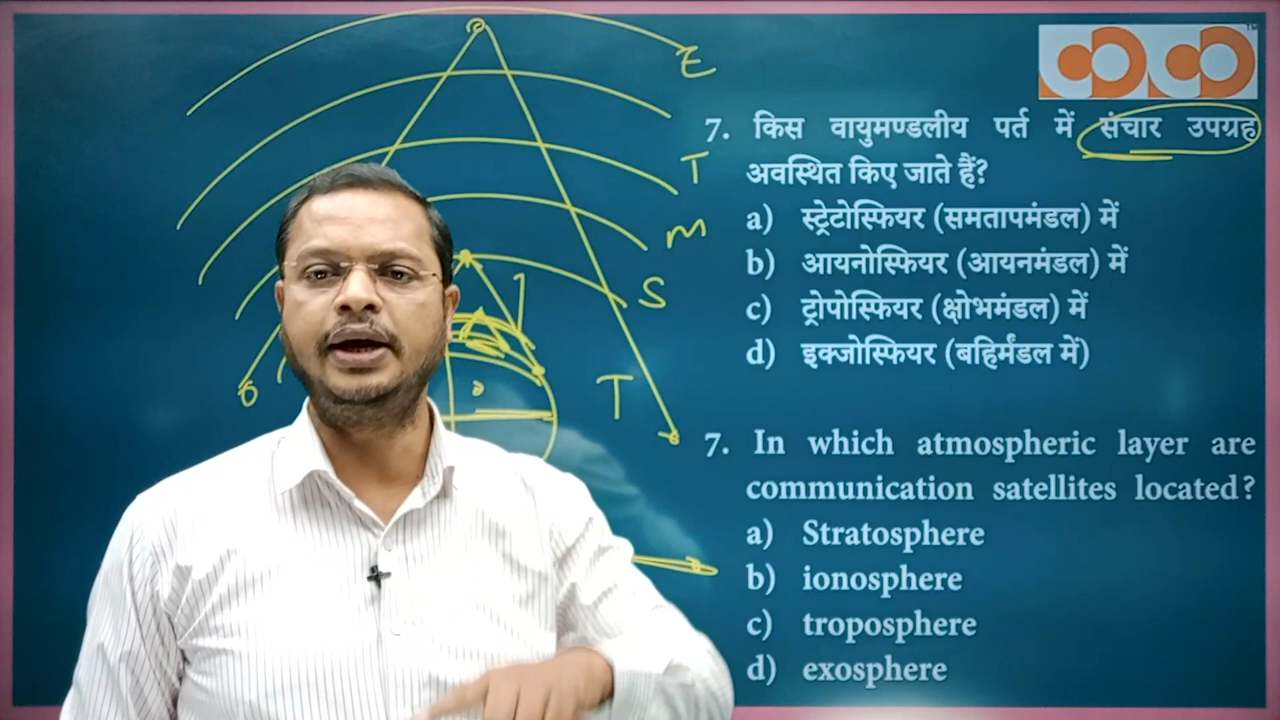 TM
7. किस वायुमण्डलीय पर्त में संचार उपग्रह
अवस्थित किए जाते हैं?
a) स्ट्रेटोस्फियर (समतापमंडल) में
b) आयनोस्फियर (आयनमंडल) में
c) ट्रोपोस्फियर (क्षोभमंडल) में
d) इक्जोस्फियर (बहिर्मंडल में)
7. In which atmospheric layer are
communication satellites located?
a) Stratosphere
b) ionosphere
c) troposphere
d) exosphere
E
T
m
S
T